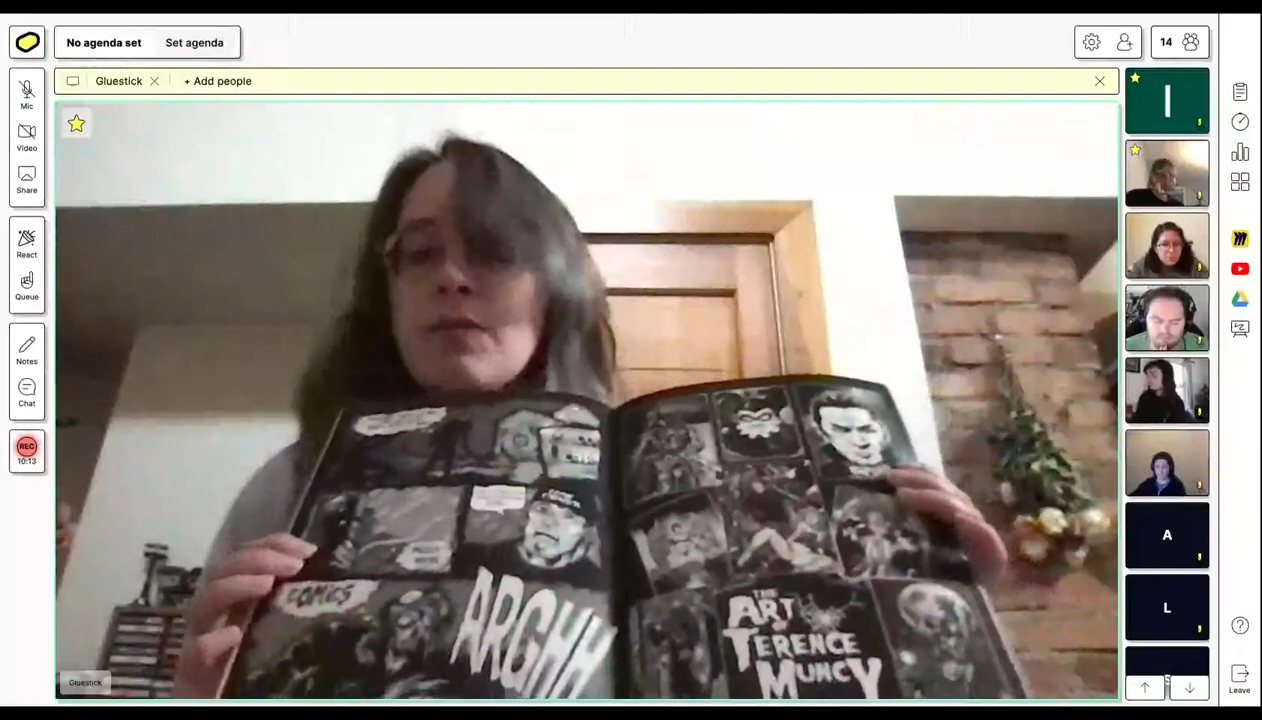 No agenda set
Set agenda
14
Gluestick
+ Add people
Mic
Video
Share
React
Queue
Notes
Chat
REC
10:13
COMICS
ARGHH
THE
ART
OF
TERENCE
MUNCY
Gluestick
I
A
L
?
Leave